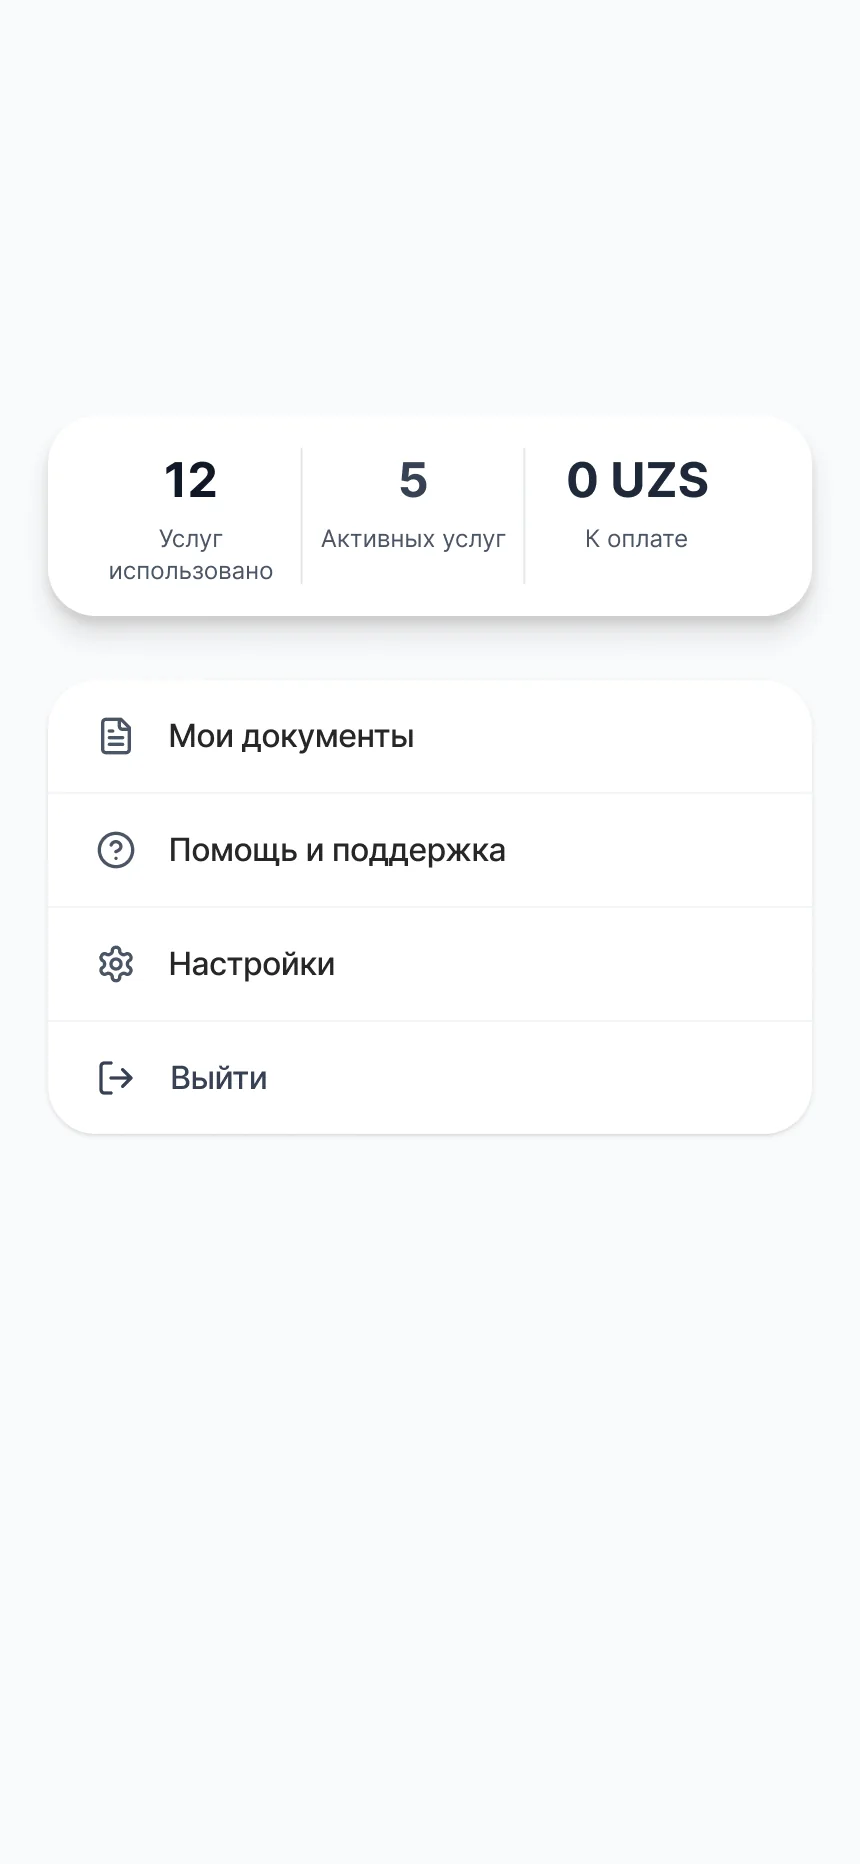 12
Услуг
использовано
5
Активных услуг
0 UZS
К оплате
Мои документы
Помощь и поддержка
Настройки
Выйти